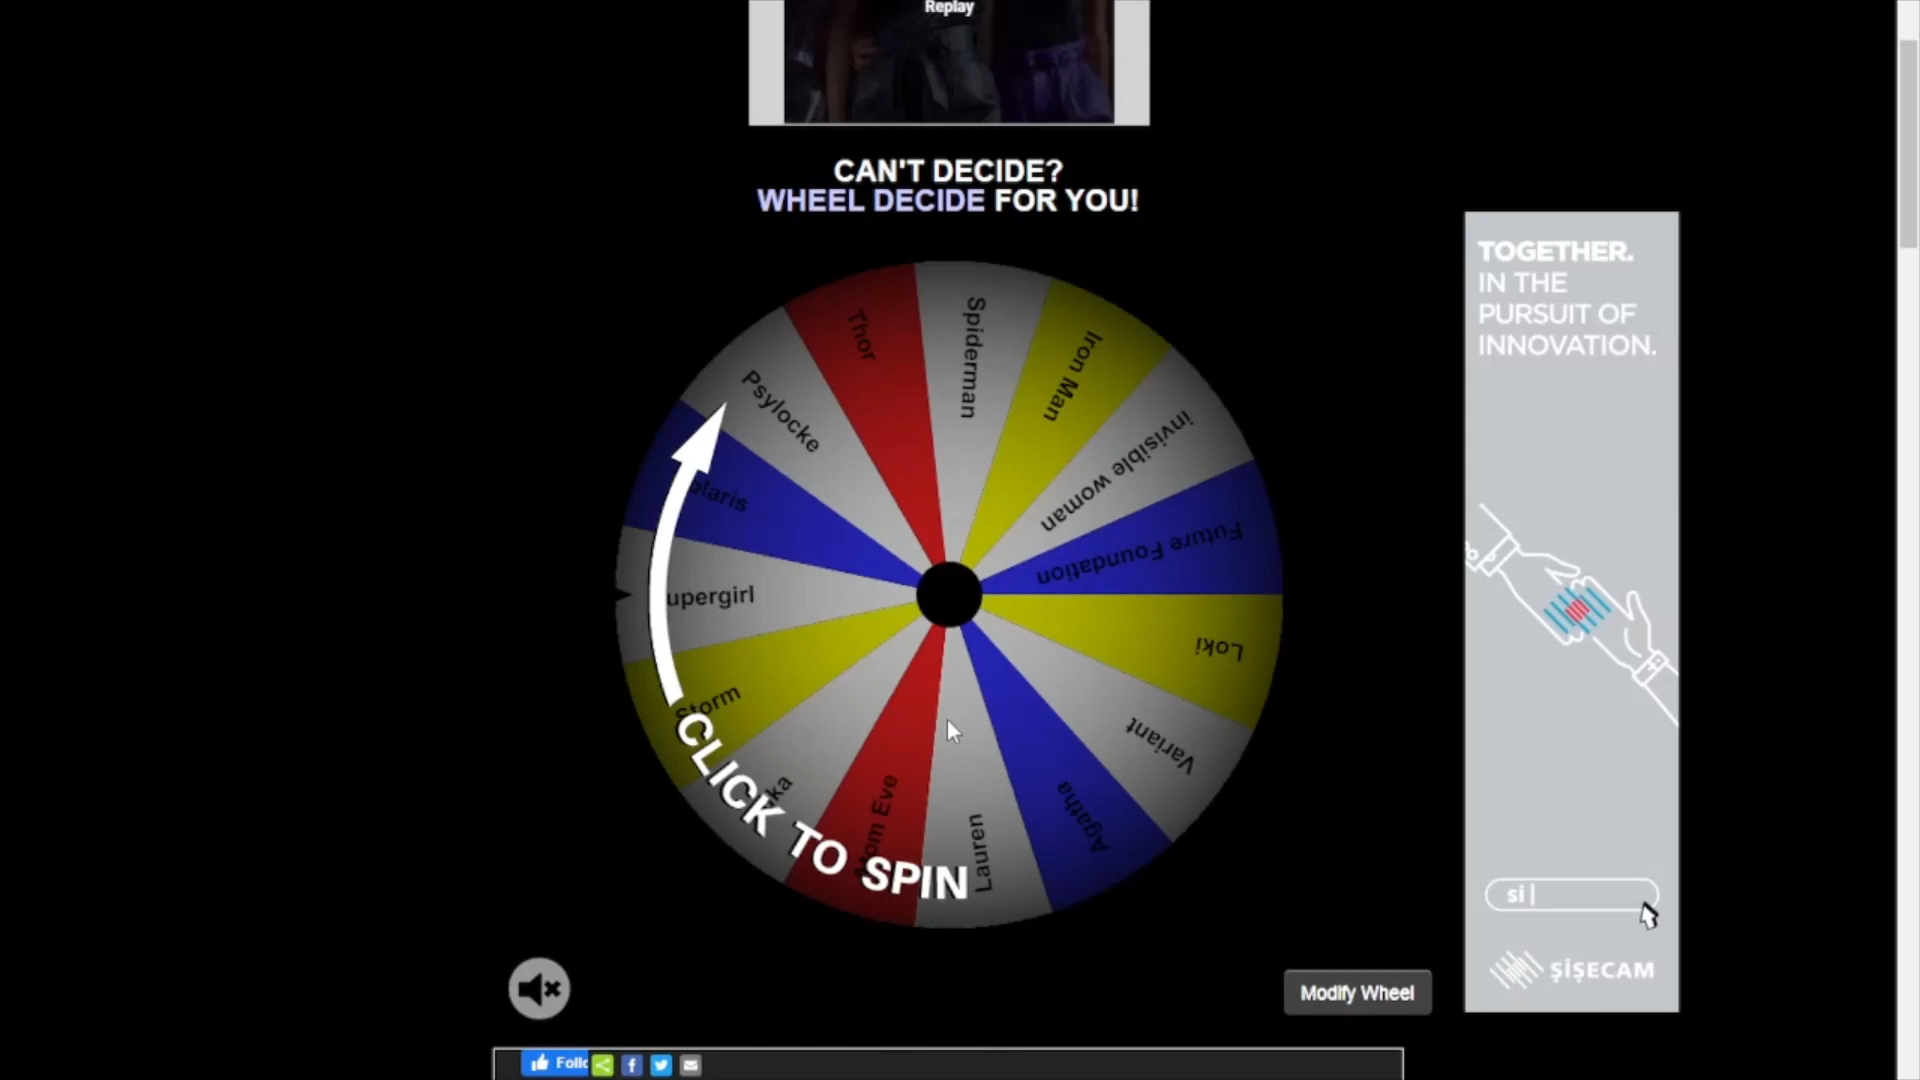 Replay
CAN'T DECIDE?
WHEEL DECIDE FOR YOU!
Thor
Spiderman
Iron Man
invisible woman
Future Foundation
Loki
Variant
Agatha
Lauren
Storm
Psylocke
CLICK TO SPIN
Modify Wheel
TOGETHER.
IN THE
PURSUIT OF
INNOVATION.
si
ŞİŞECAM